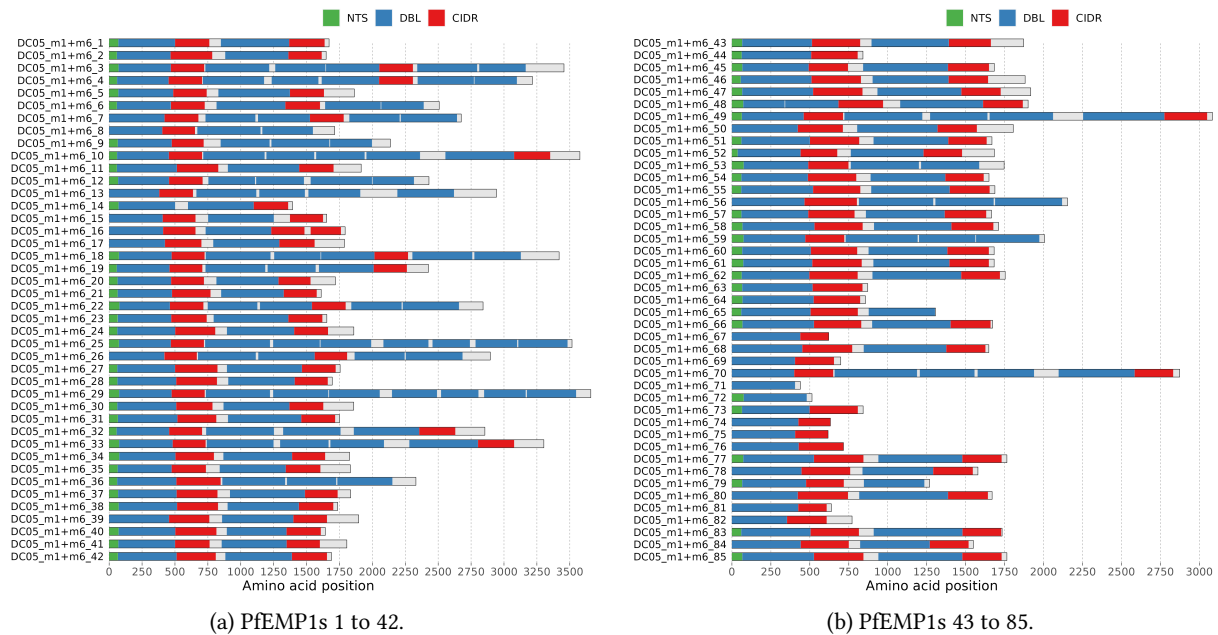 NTS DBL CIDR
DC05_m1+m6_1
DC05_m1+m6_2
DC05_m1+m6_3
DC05_m1+m6_4
DC05_m1+m6_5
DC05_m1+m6_6
DC05_m1+m6_7
DC05_m1+m6_8
DC05_m1+m6_9
DC05_m1+m6_10
DC05_m1+m6_11
DC05_m1+m6_12
DC05_m1+m6_13
DC05_m1+m6_14
DC05_m1+m6_15
DC05_m1+m6_16
DC05_m1+m6_17
DC05_m1+m6_18
DC05_m1+m6_19
DC05_m1+m6_20
DC05_m1+m6_21
DC05_m1+m6_22
DC05_m1+m6_23
DC05_m1+m6_24
DC05_m1+m6_25
DC05_m1+m6_26
DC05_m1+m6_27
DC05_m1+m6_28
DC05_m1+m6_29
DC05_m1+m6_30
DC05_m1+m6_31
DC05_m1+m6_32
DC05_m1+m6_33
DC05_m1+m6_34
DC05_m1+m6_35
DC05_m1+m6_36
DC05_m1+m6_37
DC05_m1+m6_38
DC05_m1+m6_39
DC05_m1+m6_40
DC05_m1+m6_41
DC05_m1+m6_42
0 250 500 750 1000 1250 1500 1750 2000 2250 2500 2750 3000 3250 3500
Amino acid position
(a) PfEMP1s 1 to 42.
NTS DBL CIDR
DC05_m1+m6_43
DC05_m1+m6_44
DC05_m1+m6_45
DC05_m1+m6_46
DC05_m1+m6_47
DC05_m1+m6_48
DC05_m1+m6_49
DC05_m1+m6_50
DC05_m1+m6_51
DC05_m1+m6_52
DC05_m1+m6_53
DC05_m1+m6_54
DC05_m1+m6_55
DC05_m1+m6_56
DC05_m1+m6_57
DC05_m1+m6_58
DC05_m1+m6_59
DC05_m1+m6_60
DC05_m1+m6_61
DC05_m1+m6_62
DC05_m1+m6_63
DC05_m1+m6_64
DC05_m1+m6_65
DC05_m1+m6_66
DC05_m1+m6_67
DC05_m1+m6_68
DC05_m1+m6_69
DC05_m1+m6_70
DC05_m1+m6_71
DC05_m1+m6_72
DC05_m1+m6_73
DC05_m1+m6_74
DC05_m1+m6_75
DC05_m1+m6_76
DC05_m1+m6_77
DC05_m1+m6_78
DC05_m1+m6_79
DC05_m1+m6_80
DC05_m1+m6_81
DC05_m1+m6_82
DC05_m1+m6_83
DC05_m1+m6_84
DC05_m1+m6_85
0 250 500 750 1000 1250 1500 1750 2000 2250 2500 2750 3000
Amino acid position
(b) PfEMP1s 43 to 85.